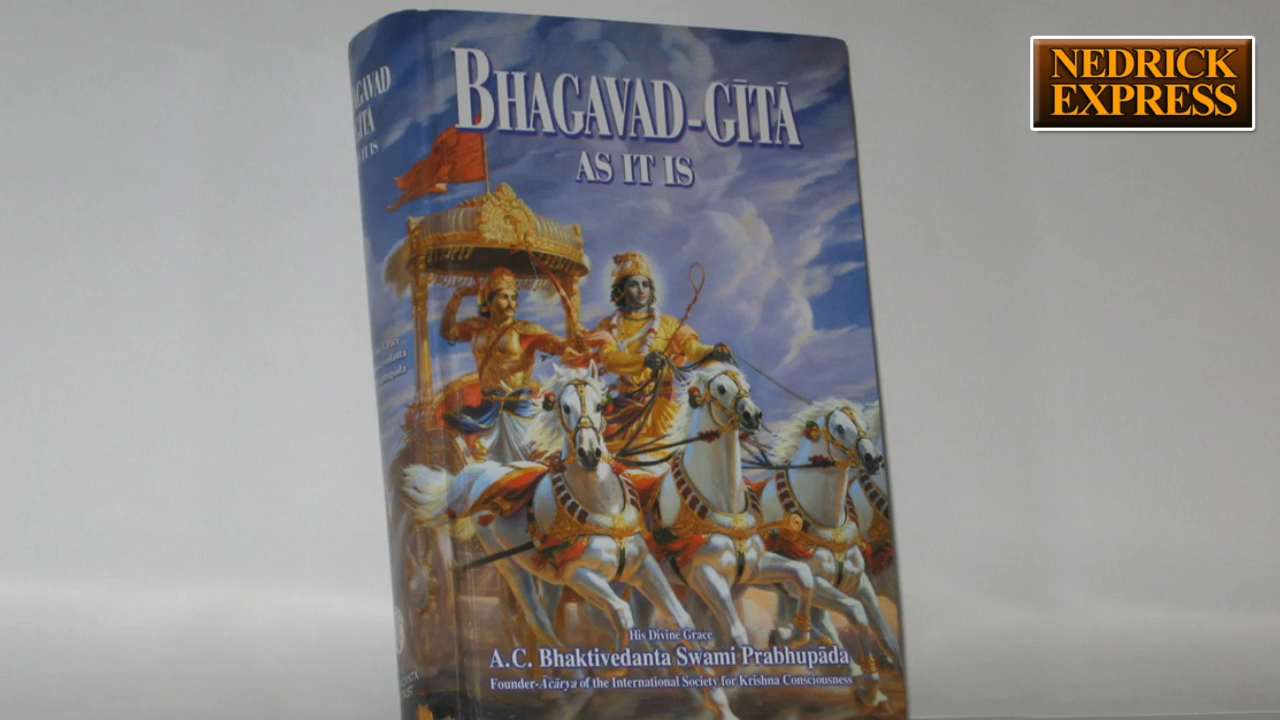 BHAGAVAD-GĪTĀ
AS IT IS
His Divine Grace
A.C. Bhaktivedanta Swami Prabhupāda
Founder-Ācārya of the International Society for Krishna Consciousness
NEDRICK
EXPRESS